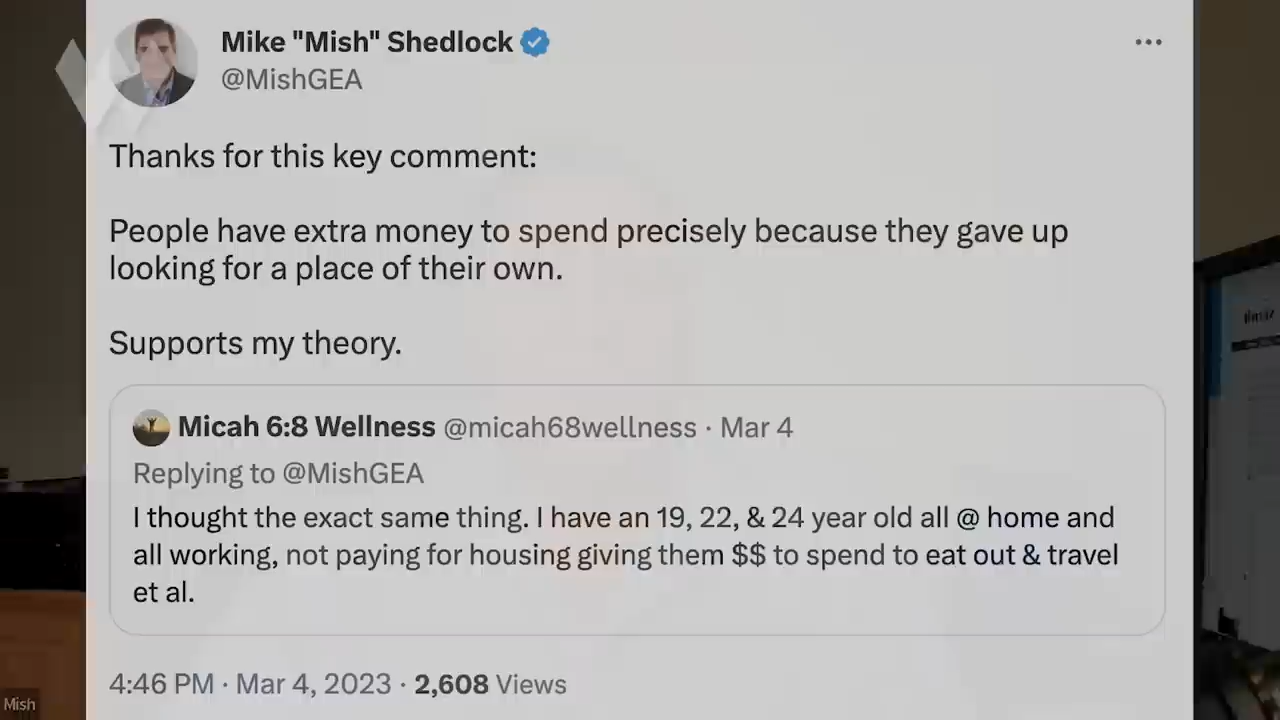 Mike "Mish" Shedlock
@MishGEA
Thanks for this key comment:
People have extra money to spend precisely because they gave up
looking for a place of their own.
Supports my theory.
Micah 6:8 Wellness @micah68wellness · Mar 4
Replying to @MishGEA
I thought the exact same thing. I have an 19, 22, & 24 year old all @ home and
all working, not paying for housing giving them $$ to spend to eat out & travel
et al.
4:46 PM · Mar 4, 2023 · 2,608 Views
Mish